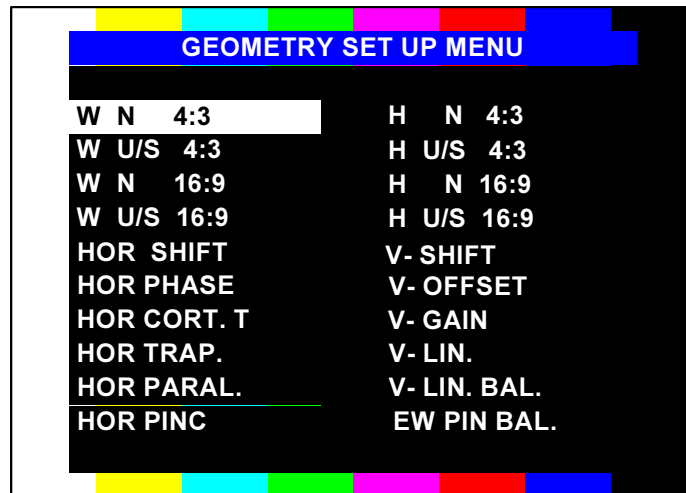 GEOMETRY SET UP MENU
W N 4:3 H N 4:3
W U/S 4:3 H U/S 4:3
W N 16:9 H N 16:9
W U/S 16:9 H U/S 16:9
HOR SHIFT V- SHIFT
HOR PHASE V- OFFSET
HOR CORT. T V- GAIN
HOR TRAP. V- LIN.
HOR PARAL. V- LIN. BAL.
HOR PINC EW PIN BAL.